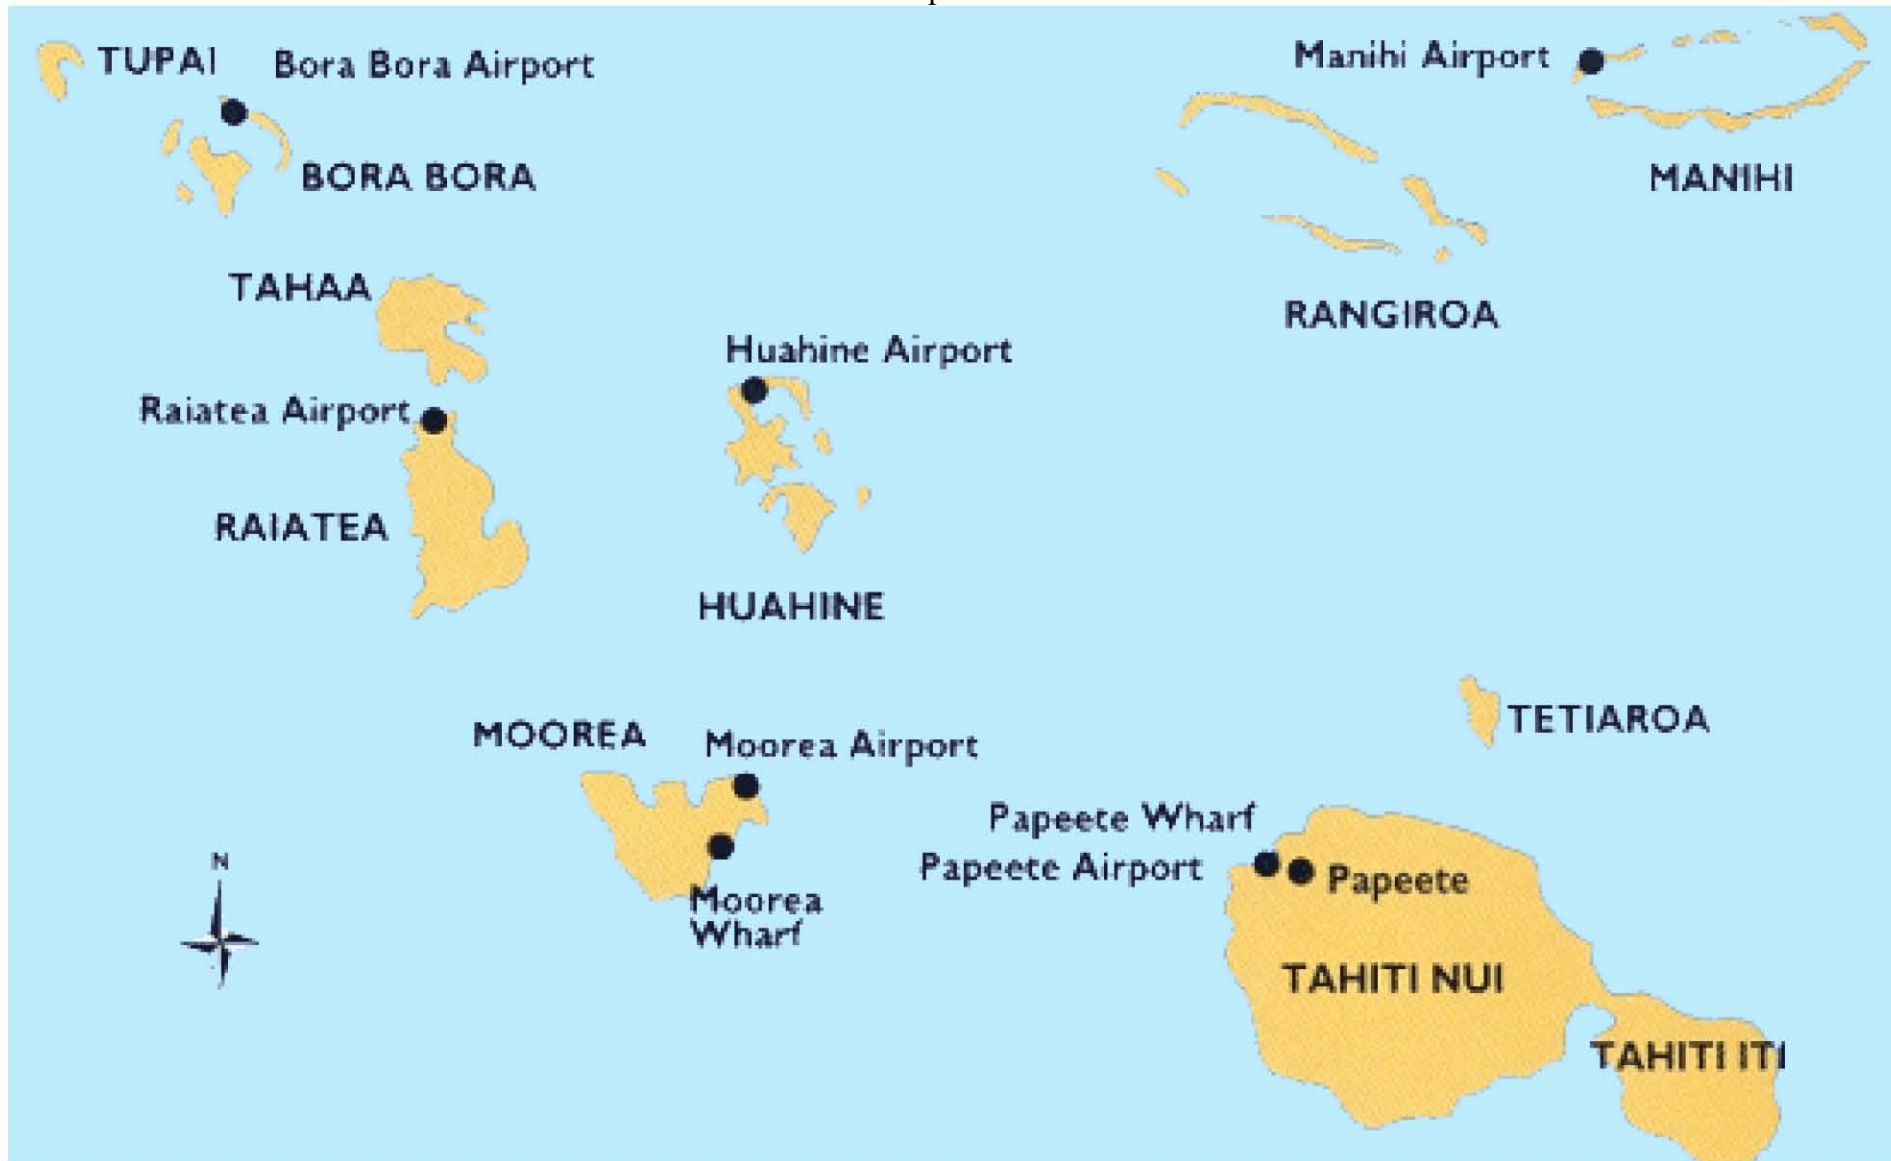 TUPAI
Bora Bora Airport
Manihi Airport
BORA BORA
MANIHI
TAHAA
RANGIROA
Huahine Airport
Raiatea Airport
RAIATEA
HUAHINE
TETIAROA
MOOREA
Moorea Airport
Papeete Wharf
Papeete Airport
Papeete
N
Moorea
Wharf
TAHITI NUI
TAHITI ITI